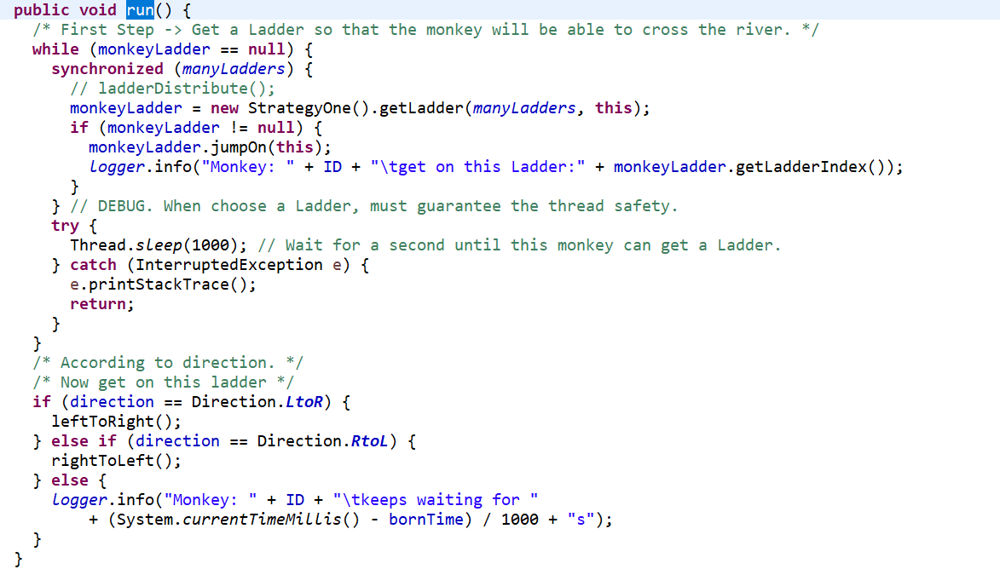 public void run() {
  /* First Step -> Get a Ladder so that the monkey will be able to cross the river. */
  while (monkeyLadder == null) {
    synchronized (manyLadders) {
      // ladderDistribute();
      monkeyLadder = new StrategyOne().getLadder(manyLadders, this);
      if (monkeyLadder != null) {
        monkeyLadder.jumpOn(this);
        logger.info("Monkey: " + ID + "\tget on this Ladder:" + monkeyLadder.getLadderIndex());
      }
    } // DEBUG. When choose a Ladder, must guarantee the thread safety.
    try {
      Thread.sleep(1000); // Wait for a second until this monkey can get a Ladder.
    } catch (InterruptedException e) {
      e.printStackTrace();
      return;
    }
  }
  /* According to direction. */
  /* Now get on this ladder */
  if (direction == Direction.LtoR) {
    leftToRight();
  } else if (direction == Direction.RtoL) {
    rightToLeft();
  } else {
    logger.info("Monkey: " + ID + "\tkeeps waiting for "
        + (System.currentTimeMillis() - bornTime) / 1000 + "s");
  }
}